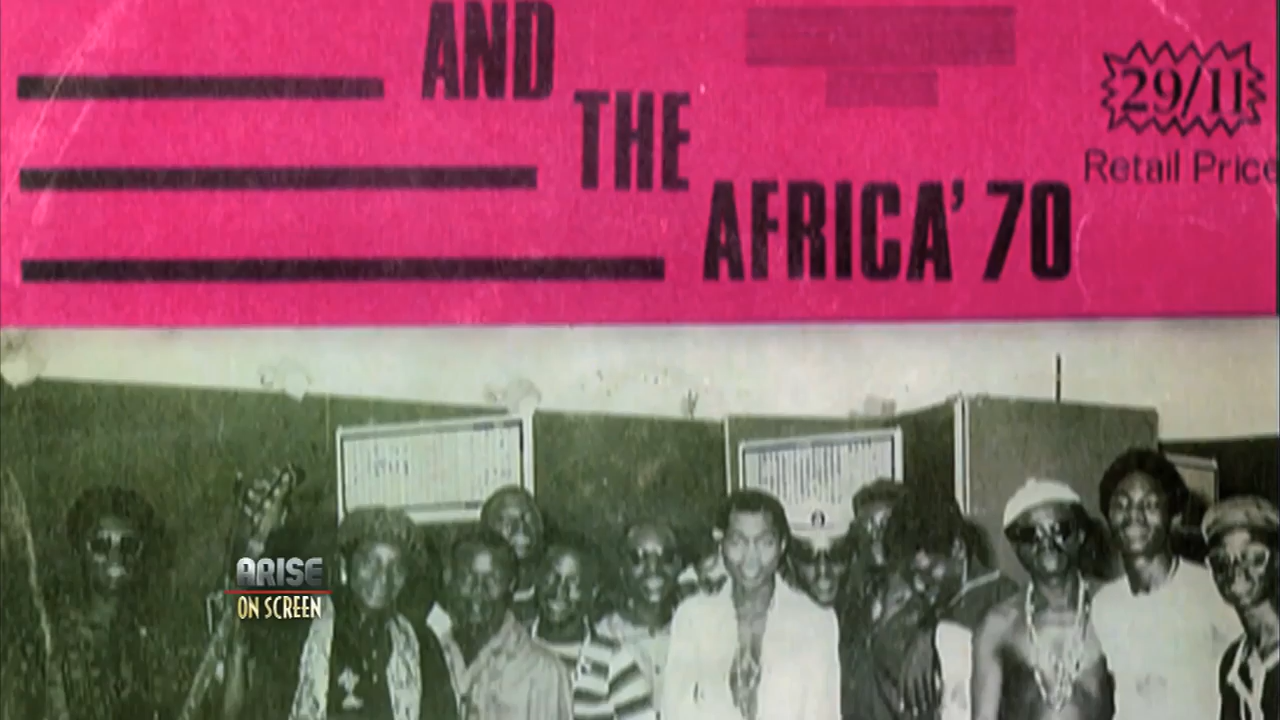 AND
THE
AFRICA'70
29/11
Retail Price
ARISE
ON SCREEN